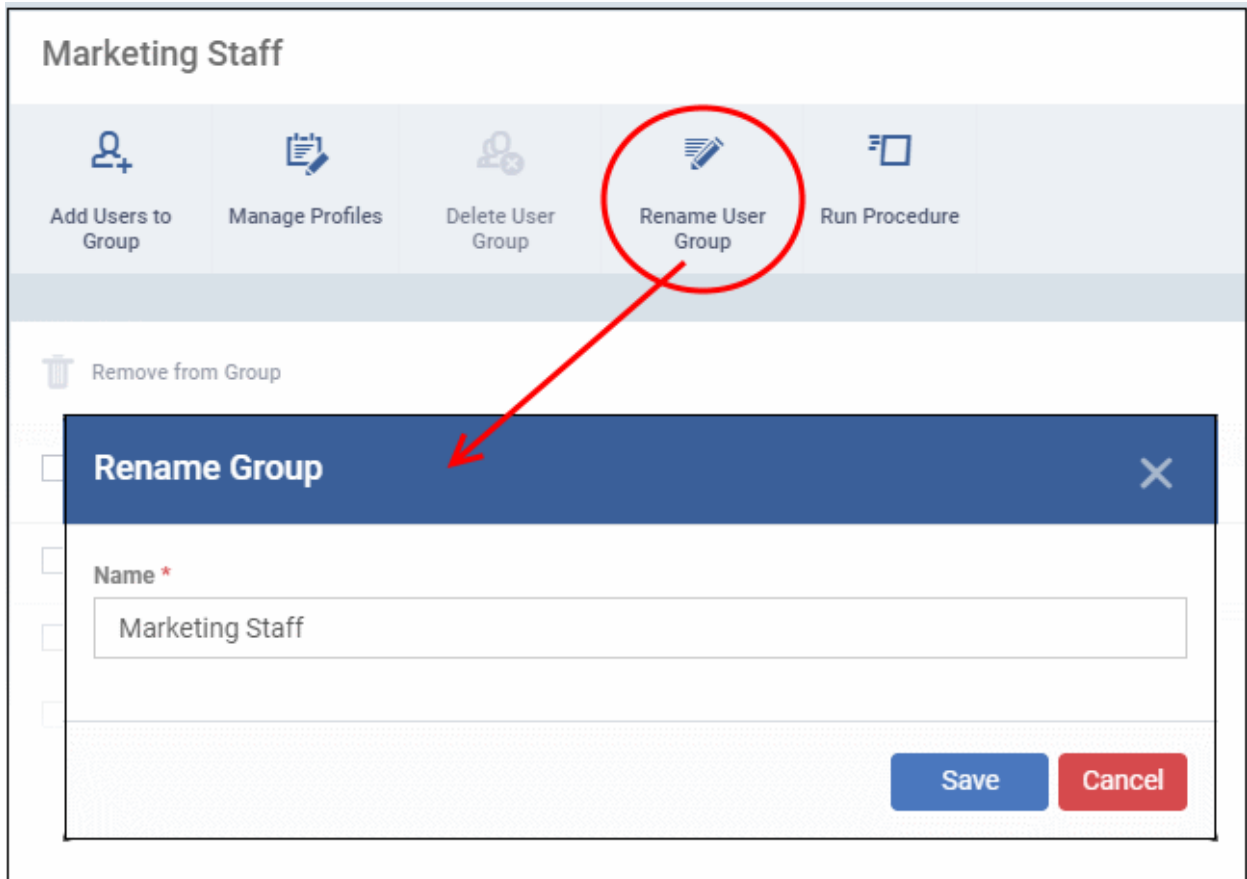 Marketing Staff
Add Users to
Group
Manage Profiles
Delete User
Group
Rename User
Group
Run Procedure
Remove from Group
Rename Group
Name *
Marketing Staff
Save
Cancel